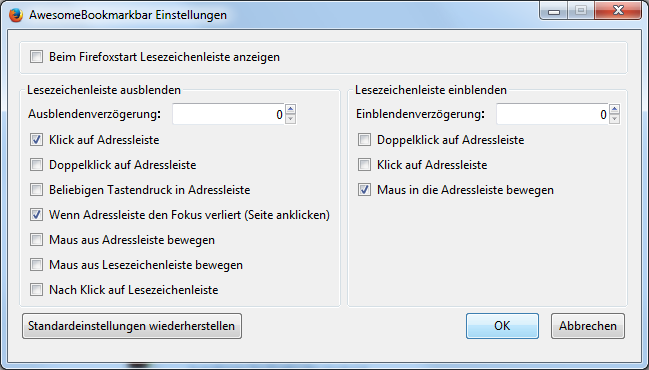 AwesomeBookmarkbar Einstellungen
Beim Firefoxstart Lesezeichenleiste anzeigen
Lesezeichenleiste ausblenden
Ausblendenverzögerung: 0
Klick auf Adressleiste
Doppelklick auf Adressleiste
Beliebigen Tastendruck in Adressleiste
Wenn Adressleiste den Fokus verliert (Seite anklicken)
Maus aus Adressleiste bewegen
Maus aus Lesezeichenleiste bewegen
Nach Klick auf Lesezeichenleiste
Lesezeichenleiste einblenden
Einblendenverzögerung: 0
Doppelklick auf Adressleiste
Klick auf Adressleiste
Maus in die Adressleiste bewegen
Standardeinstellungen wiederherstellen
OK
Abbrechen